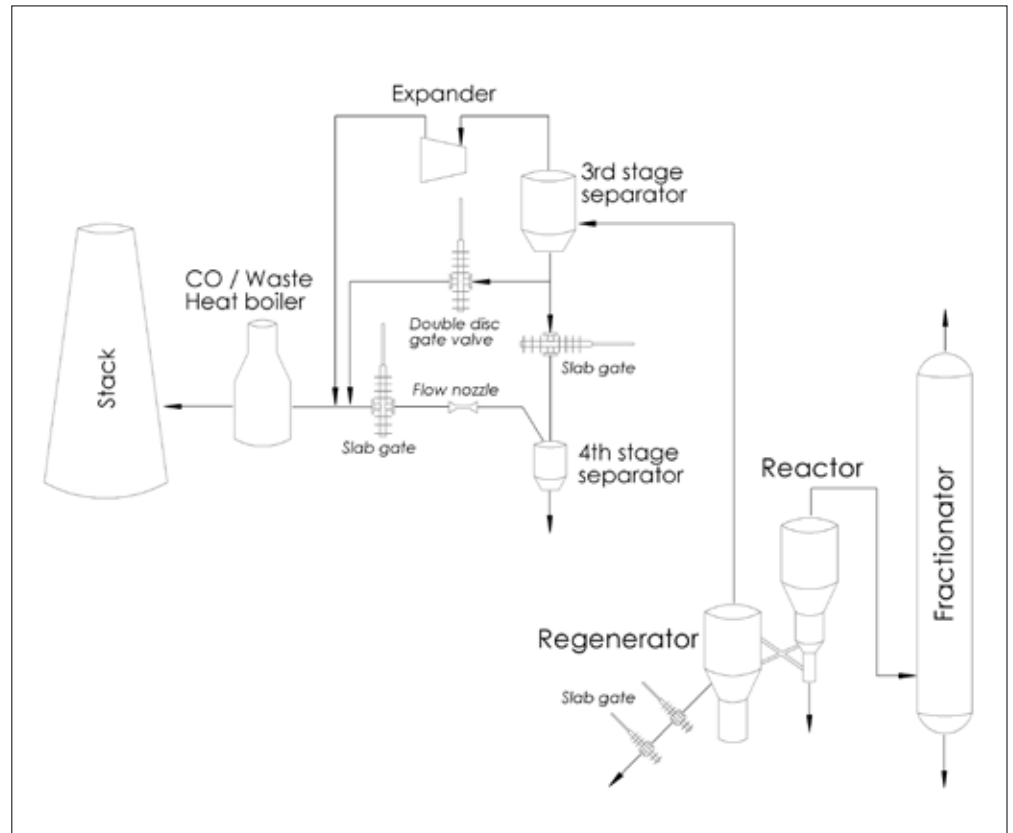 Expander
3rd stage
separator
CO / Waste
Heat boiler
Stack
Double disc
gate valve
Slab gate
Flow nozzle
Slab gate
4th stage
separator
Reactor
Fractionator
Regenerator
Slab gate